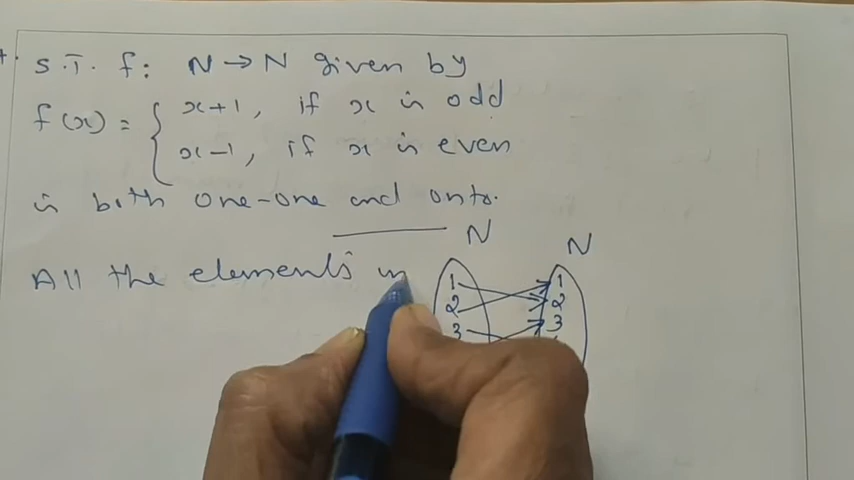 S.T. f: N → N given by
f(x) = { x+1, if x is odd
x-1, if x is even
is both one-one and onto.
N N
All the elements in
1 1
2 2
3 3